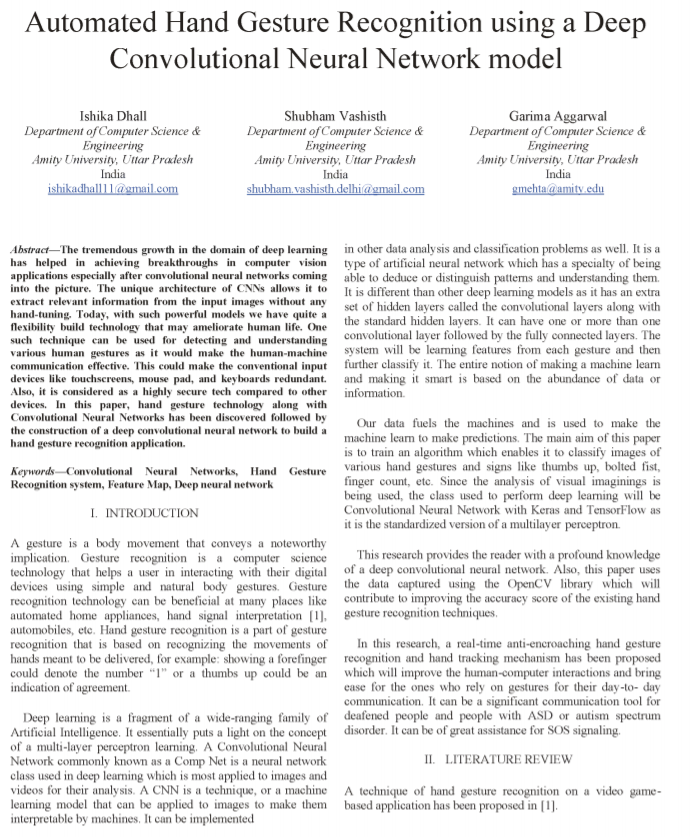 Automated Hand Gesture Recognition using a Deep
Convolutional Neural Network model
Ishika Dhall
Department of Computer Science &
Engineering
Amity University, Uttar Pradesh
India
ishikadhall11@gmail.com
Shubham Vashisth
Department of Computer Science &
Engineering
Amity University, Uttar Pradesh
India
shubham.vashisth.delhi@gmail.com
Garima Aggarwal
Department of Computer Science &
Engineering
Amity University, Uttar Pradesh
India
gmehta@amity.edu
Abstract—The tremendous growth in the domain of deep learning
has helped in achieving breakthroughs in computer vision
applications especially after convolutional neural networks coming
into the picture. The unique architecture of CNNs allows it to
extract relevant information from the input images without any
hand-tuning. Today, with such powerful models we have quite a
flexibility build technology that may ameliorate human life. One
such technique can be used for detecting and understanding
various human gestures as it would make the human-machine
communication effective. This could make the conventional input
devices like touchscreens, mouse pad, and keyboards redundant.
Also, it is considered as a highly secure tech compared to other
devices. In this paper, hand gesture technology along with
Convolutional Neural Networks has been discovered followed by
the construction of a deep convolutional neural network to build a
hand gesture recognition application.
Keywords—Convolutional Neural Networks, Hand Gesture
Recognition system, Feature Map, Deep neural network
I. INTRODUCTION
A gesture is a body movement that conveys a noteworthy
implication. Gesture recognition is a computer science
technology that helps a user in interacting with their digital
devices using simple and natural body gestures. Gesture
recognition technology can be beneficial at many places like
automated home appliances, hand signal interpretation [1],
automobiles, etc. Hand gesture recognition is a part of gesture
recognition that is based on recognizing the movements of
hands meant to be delivered, for example: showing a forefinger
could denote the number “1” or a thumbs up could be an
indication of agreement.
Deep learning is a fragment of a wide-ranging family of
Artificial Intelligence. It essentially puts a light on the concept
of a multi-layer perceptron learning. A Convolutional Neural
Network commonly known as a Comp Net is a neural network
class used in deep learning which is most applied to images and
videos for their analysis. A CNN is a technique, or a machine
learning model that can be applied to images to make them
interpretable by machines. It can be implemented
in other data analysis and classification problems as well. It is a
type of artificial neural network which has a specialty of being
able to deduce or distinguish patterns and understanding them.
It is different than other deep learning models as it has an extra
set of hidden layers called the convolutional layers along with
the standard hidden layers. It can have one or more than one
convolutional layer followed by the fully connected layers. The
system will be learning features from each gesture and then
further classify it. The entire notion of making a machine learn
and making it smart is based on the abundance of data or
information.
Our data fuels the machines and is used to make the
machine learn to make predictions. The main aim of this paper
is to train an algorithm which enables it to classify images of
various hand gestures and signs like thumbs up, bolted fist,
finger count, etc. Since the analysis of visual imaginings is
being used, the class used to perform deep learning will be
Convolutional Neural Network with Keras and TensorFlow as
it is the standardized version of a multilayer perceptron.
This research provides the reader with a profound knowledge
of a deep convolutional neural network. Also, this paper uses
the data captured using the OpenCV library which will
contribute to improving the accuracy score of the existing hand
gesture recognition techniques.
In this research, a real-time anti-encroaching hand gesture
recognition and hand tracking mechanism has been proposed
which will improve the human-computer interactions and bring
ease for the ones who rely on gestures for their day-to- day
communication. It can be a significant communication tool for
deafened people and people with ASD or autism spectrum
disorder. It can be of great assistance for SOS signaling.
II. LITERATURE REVIEW
A technique of hand gesture recognition on a video game-
based application has been proposed in [1].